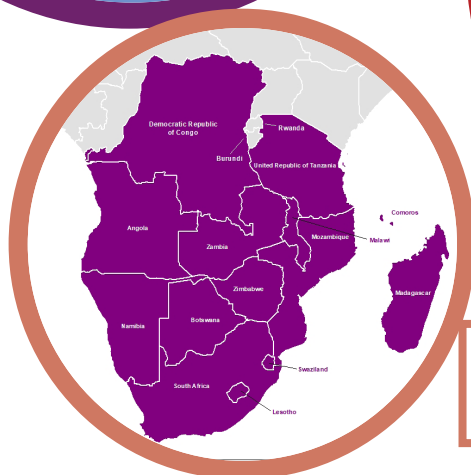 Democratic Republic
of Congo
Rwanda
Burundi
United Republic of Tanzania
Comoros
Angola
Mozambique
Malawi
Zambia
Zimbabwe
Madagascar
Botswana
Namibia
Swaziland
South Africa
Lesotho